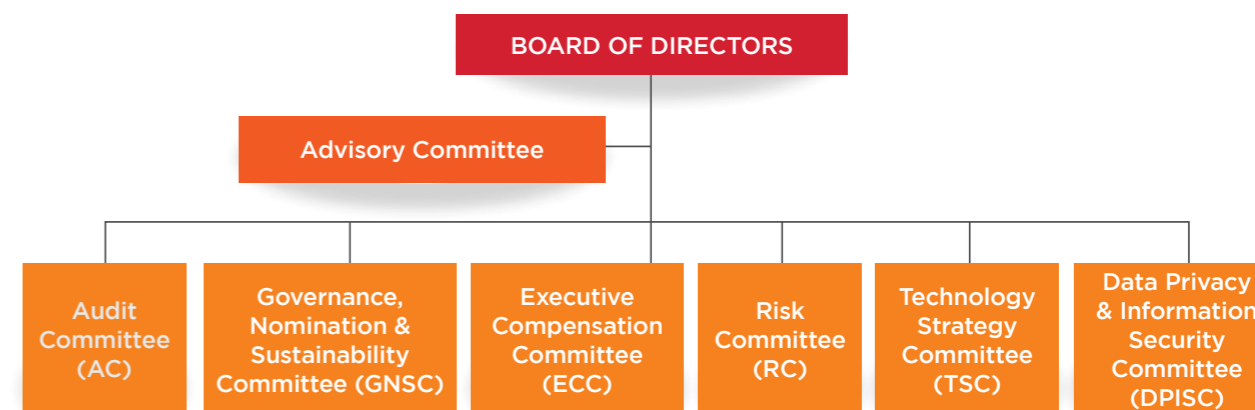 BOARD OF DIRECTORS
Advisory Committee
Audit
Committee
(AC)
Governance,
Nomination &
Sustainability
Committee (GNSC)
Executive
Compensation
Committee
(ECC)
Risk
Committee
(RC)
Technology
Strategy
Committee
(TSC)
Data Privacy
& Information
Security
Committee
(DPISC)